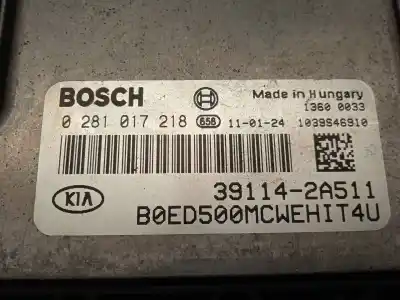 BOSCH
Made in Hungary
1360 0033
0 281 017 218 658 11-01-24 1039S46910
KIA
39114-2A511
B0ED500MCWEHIT4U